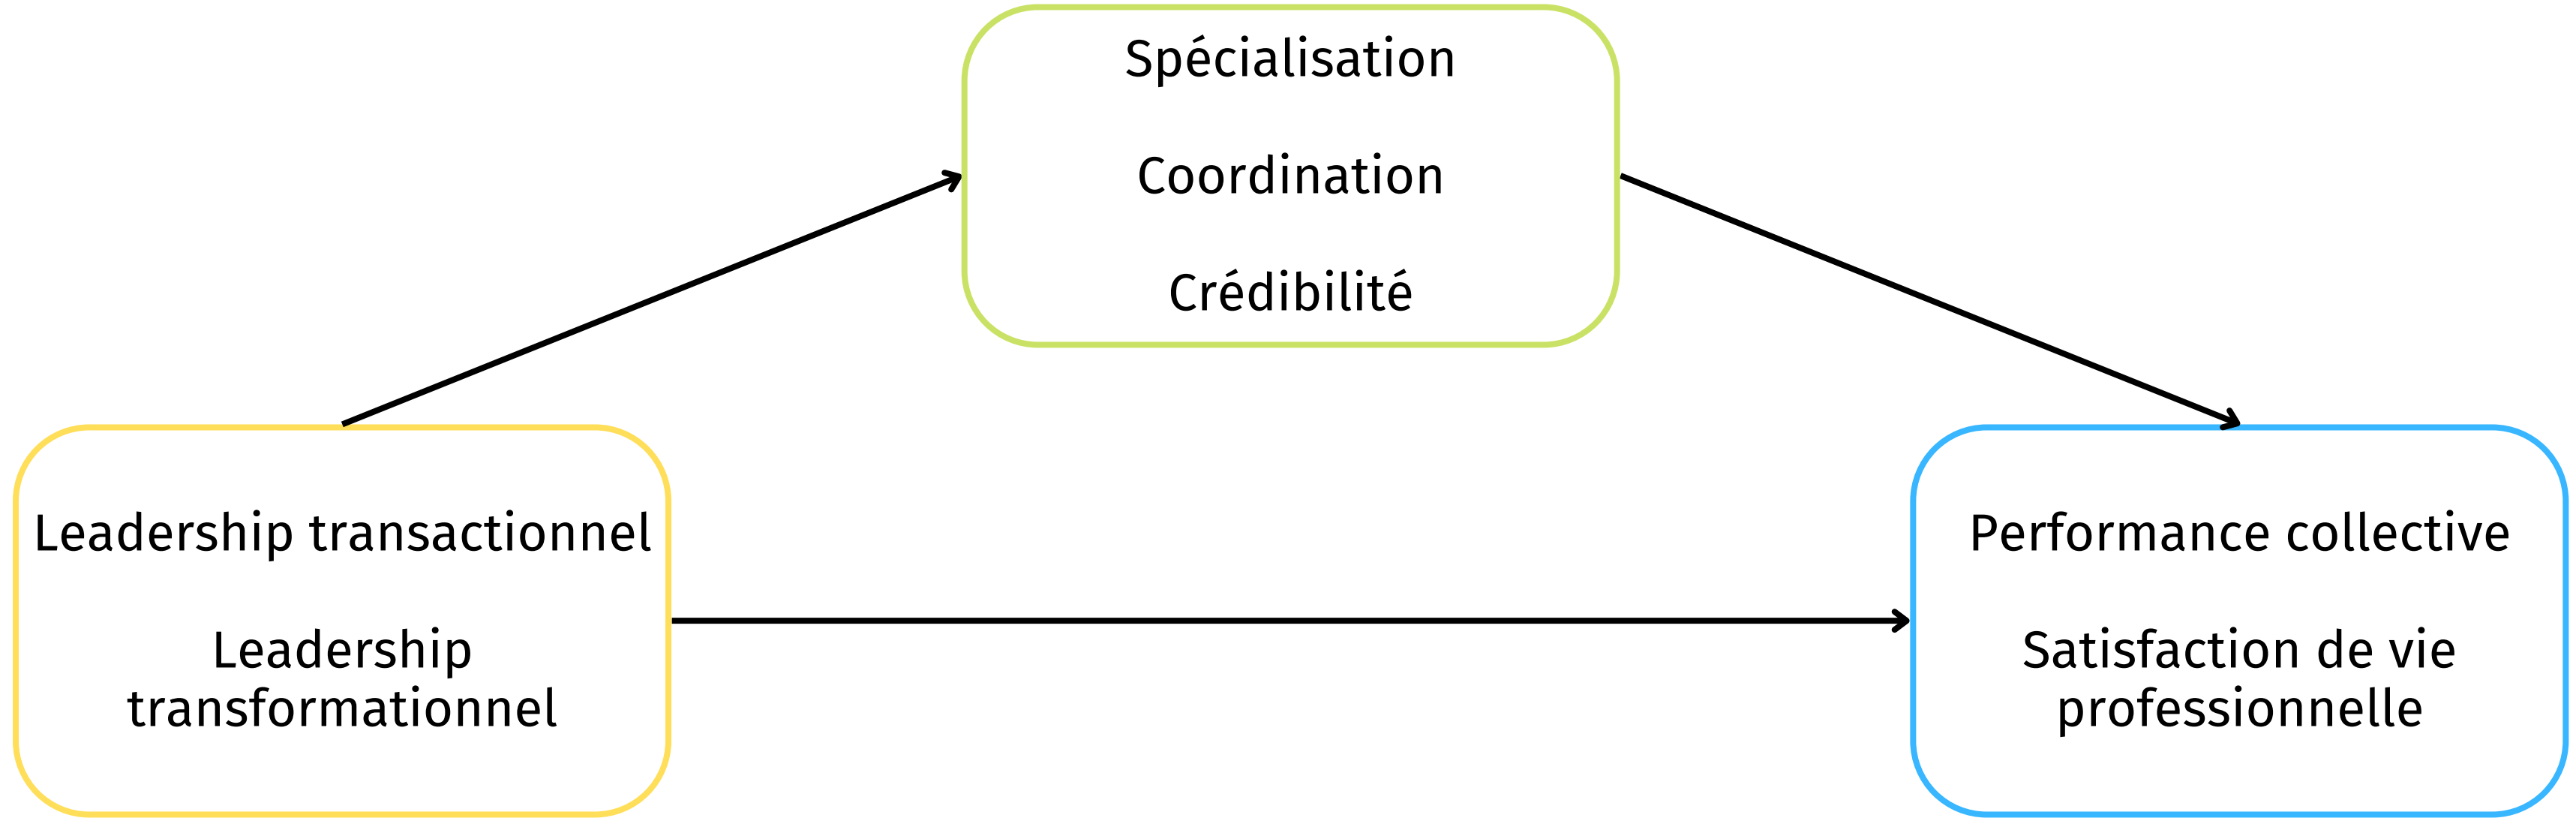 Spécialisation
Coordination
Crédibilité
Leadership transactionnel
Leadership
transformationnel
Performance collective
Satisfaction de vie
professionnelle